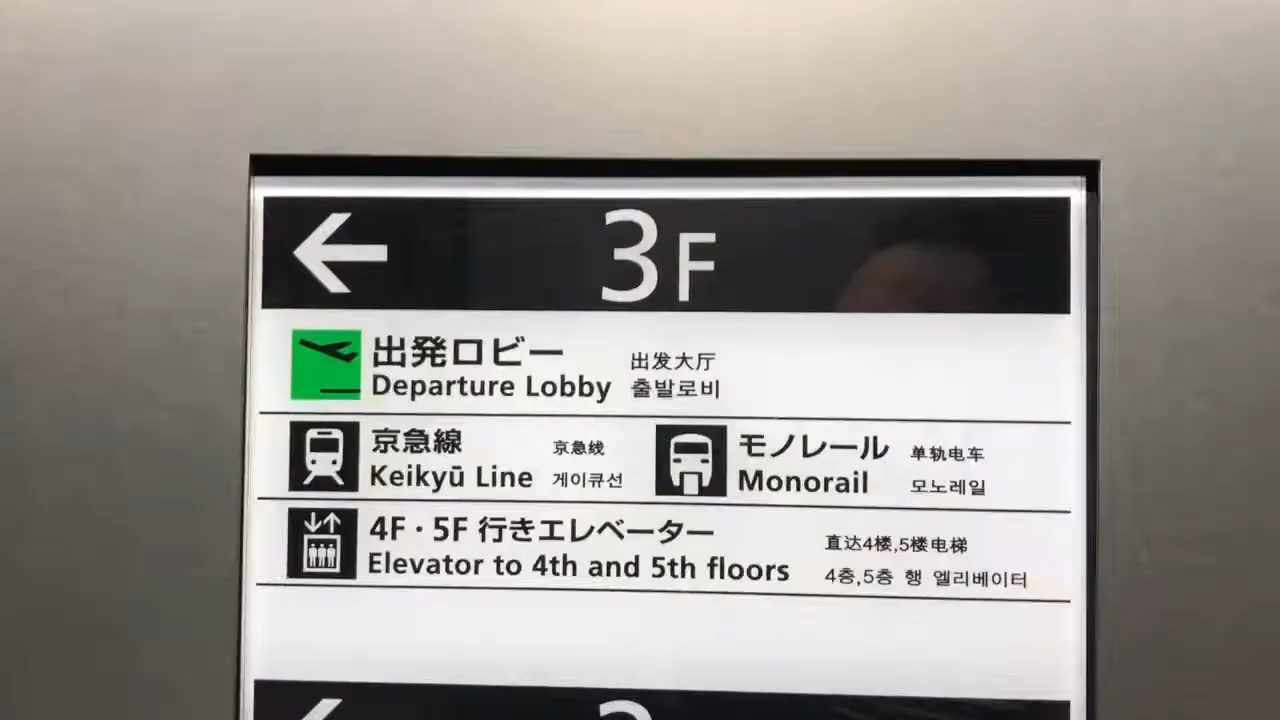 3F
出発ロビー 出发大厅
Departure Lobby 출발로비
京急線 京急线
Keikyū Line 게이큐선
モノレール 单轨电车
Monorail 모노레일
4F・5F 行きエレベーター 直达4楼,5楼电梯
Elevator to 4th and 5th floors 4층,5층 행 엘리베이터